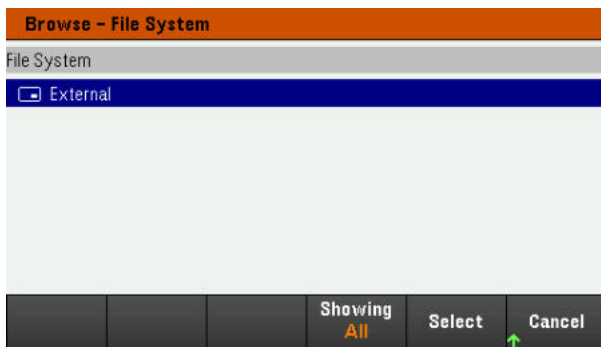 Browse – File System
File System
External
Showing
All
Select
Cancel